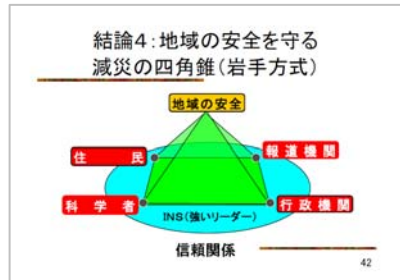 結論4:地域の安全を守る
減災の四角錐(岩手方式)
地域の安全
住 民
報 道 機 関
科 学 者
行 政 機 関
INS(強いリーダー)
信頼関係
42